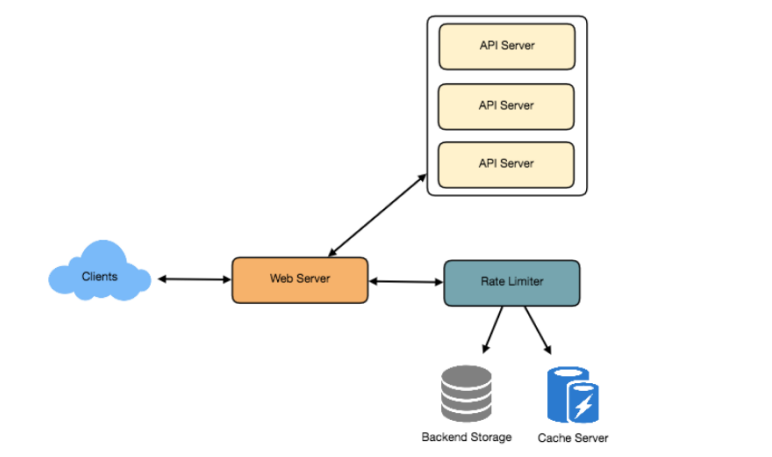 API Server
API Server
API Server
Clients
Web Server
Rate Limiter
Backend Storage
Cache Server